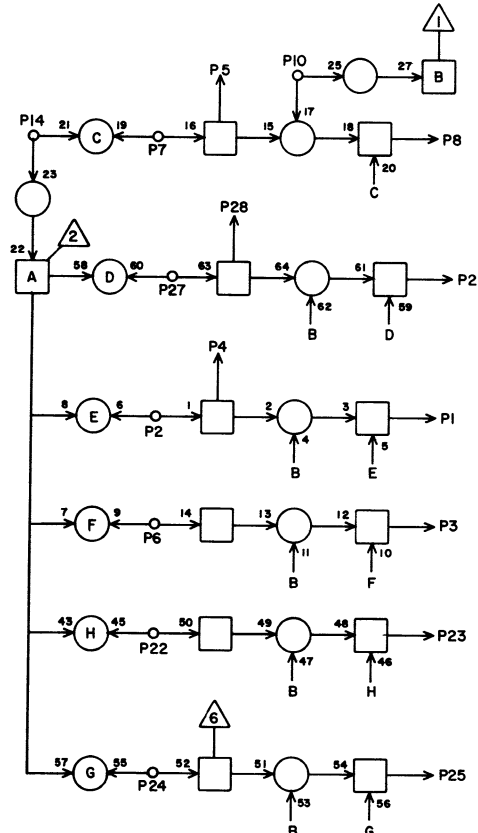 1
P5
P10
25
27
B
P14
21
C
19
P7
16
15
17
18
P8
20
C
23
22
2
P28
A
58
D
60
P27
63
64
61
P2
62
59
B
D
P4
8
E
6
P2
1
2
3
P1
4
5
B
E
7
F
9
P6
14
13
12
P3
11
10
B
F
43
H
45
P22
50
49
48
P23
47
46
B
H
6
57
G
55
P24
52
51
54
P25
53
56
B
G